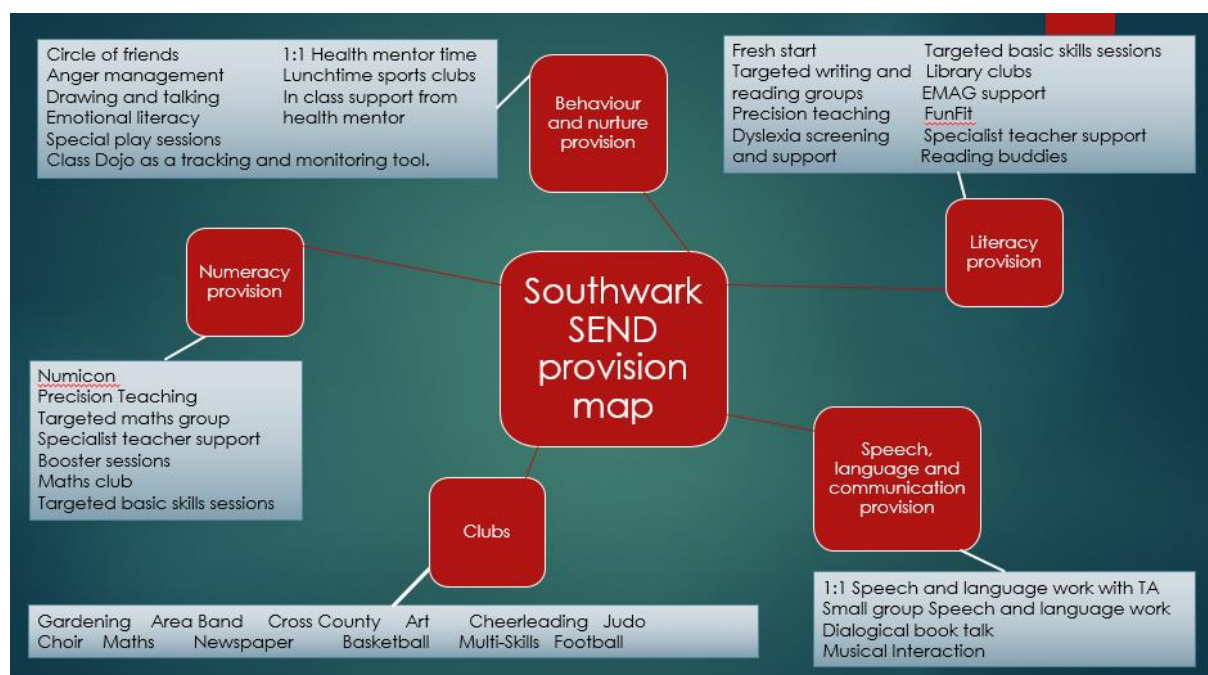 Circle of friends 1:1 Health mentor time
Anger management Lunchtime sports clubs
Drawing and talking In class support from
Emotional literacy health mentor
Special play sessions
Class Dojo as a tracking and monitoring tool.
Behaviour
and nurture
provision
Fresh start Targeted basic skills sessions
Targeted writing and Library clubs
reading groups EMAG support
Precision teaching FunFit
Dyslexia screening Specialist teacher support
and support Reading buddies
Literacy
provision
Numeracy
provision
Southwark
SEND
provision
map
Numicon
Precision Teaching
Targeted maths group
Specialist teacher support
Booster sessions
Maths club
Targeted basic skills sessions
Speech,
language and
communication
provision
Clubs
1:1 Speech and language work with TA
Small group Speech and language work
Dialogical book talk
Musical Interaction
Gardening Area Band Cross County Art Cheerleading Judo
Choir Maths Newspaper Basketball Multi-Skills Football